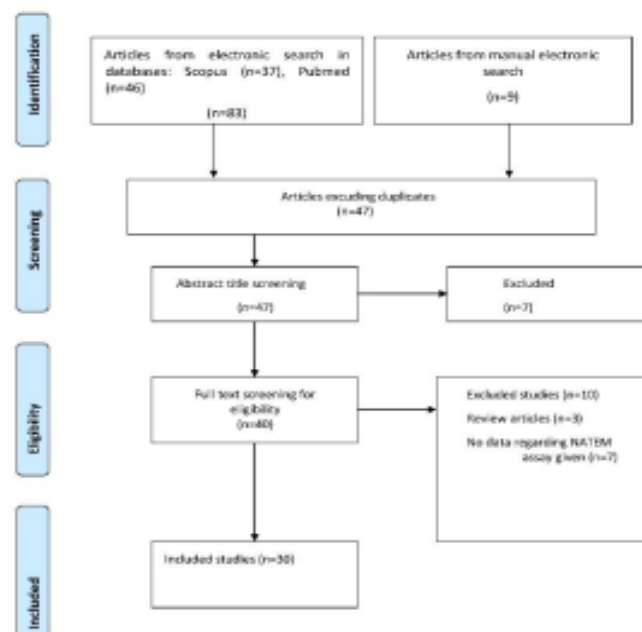 Identification
Articles from electronic search in
databases: Scopus (n=37), Pubmed
(n=46)
(n=83)
Articles from manual electronic
search
(n=9)
Screening
Articles excuding duplicates
(n=47)
Abstract title screening
(n=47)
Excluded
(n=7)
Eligibility
Full text screening for
eligibility
(n=40)
Excluded studies (n=10)
Review articles (n=3)
No data regarding NATEM
assay given (n=7)
Included
Included studies (n=30)